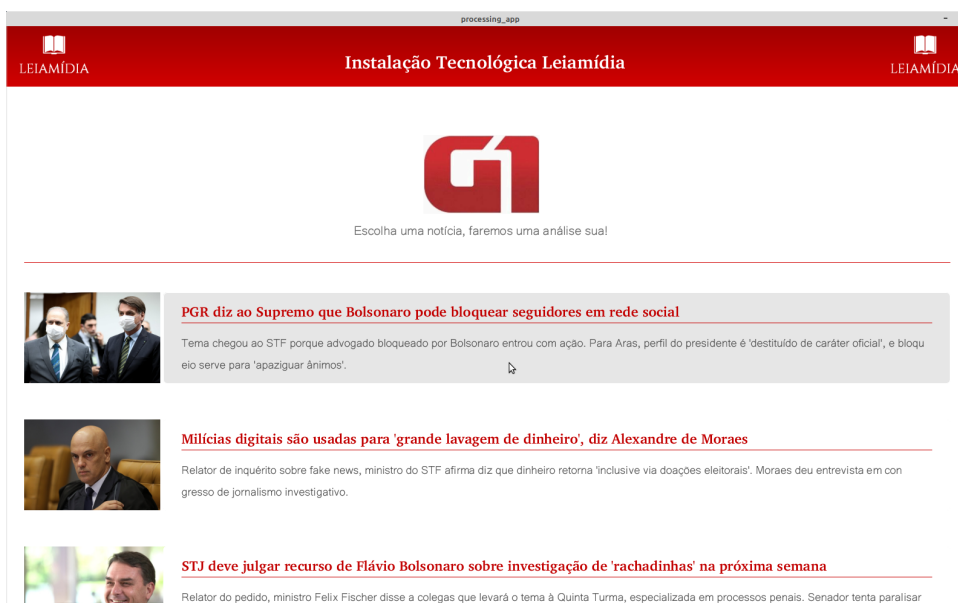 processing_app
LEIAMÍDIA
Instalação Tecnológica Leiamídia
LEIAMÍDIA
G1
Escolha uma notícia, faremos uma análise sua!
PGR diz ao Supremo que Bolsonaro pode bloquear seguidores em rede social
Tema chegou ao STF porque advogado bloqueado por Bolsonaro entrou com ação. Para Aras, perfil do presidente é 'destituído de caráter oficial', e bloqu
eio serve para 'apaziguar ânimos'.
Milícias digitais são usadas para 'grande lavagem de dinheiro', diz Alexandre de Moraes
Relator de inquérito sobre fake news, ministro do STF afirma diz que dinheiro retorna 'inclusive via doações eleitorais'. Moraes deu entrevista em con
gresso de jornalismo investigativo.
STJ deve julgar recurso de Flávio Bolsonaro sobre investigação de 'rachadinhas' na próxima semana
Relator do pedido, ministro Felix Fischer disse a colegas que levará o tema à Quinta Turma, especializada em processos penais. Senador tenta paralisar